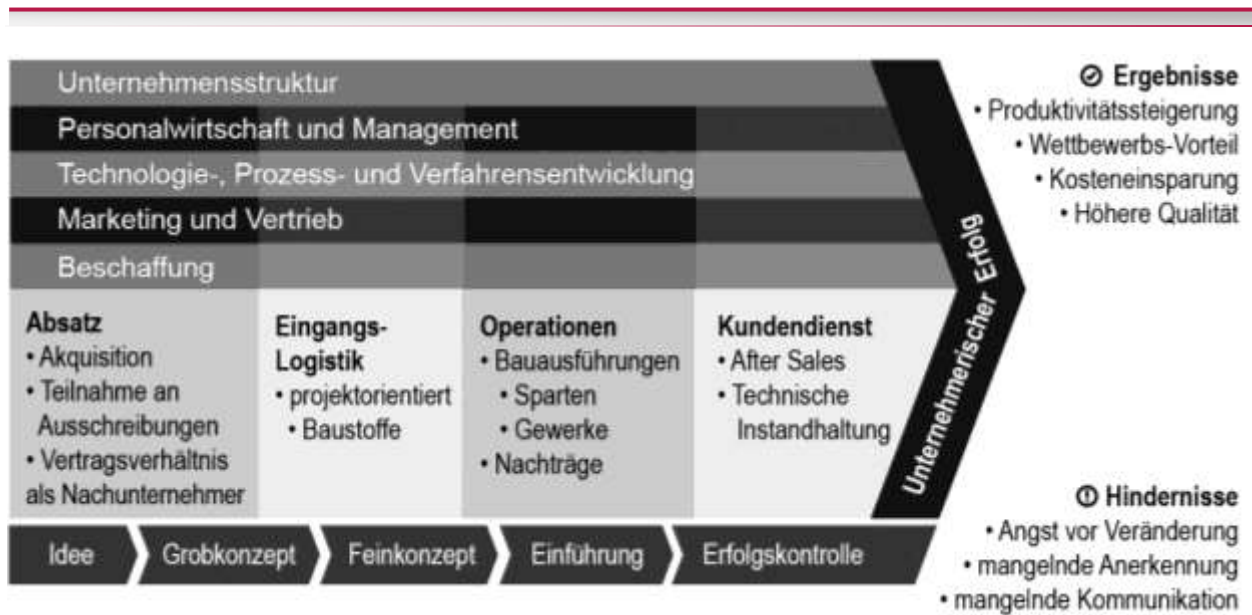 Unternehmensstruktur
Personalwirtschaft und Management
Technologie-, Prozess- und Verfahrensentwicklung
Marketing und Vertrieb
Beschaffung
Absatz
• Akquisition
• Teilnahme an
Ausschreibungen
• Vertragsverhältnis
als Nachunternehmer
Eingangs-
Logistik
• projektorientiert
• Baustoffe
Operationen
• Bauausführungen
• Sparten
• Gewerke
• Nachträge
Kundendienst
• After Sales
• Technische
Instandhaltung
Unternehmerischer Erfolg
Idee
Grobkonzept
Feinkonzept
Einführung
Erfolgskontrolle
Ergebnisse
• Produktivitätssteigerung
• Wettbewerbs-Vorteil
• Kosteneinsparung
• Höhere Qualität
Hindernisse
• Angst vor Veränderung
• mangelnde Anerkennung
• mangelnde Kommunikation